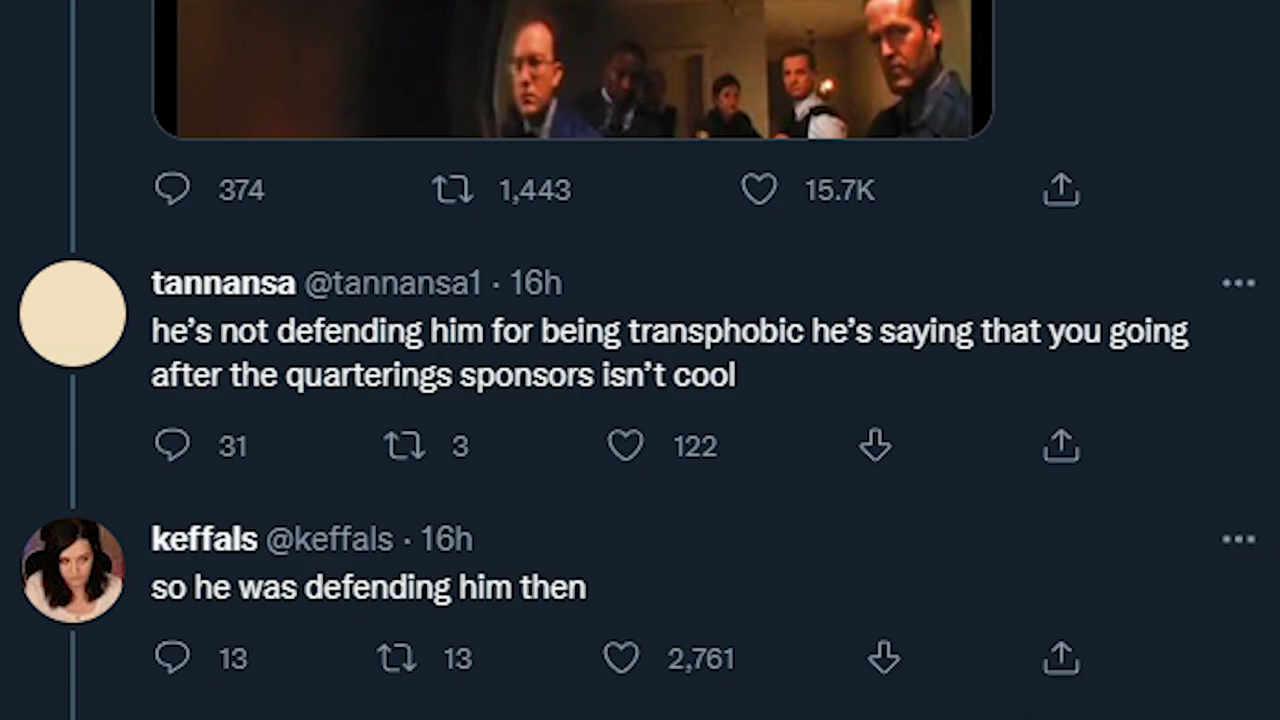 374 1,443 15.7K
tannansa @tannansa1 · 16h
he’s not defending him for being transphobic he’s saying that you going
after the quarterings sponsors isn’t cool
31 3 122
keffals @keffals · 16h
so he was defending him then
13 13 2,761